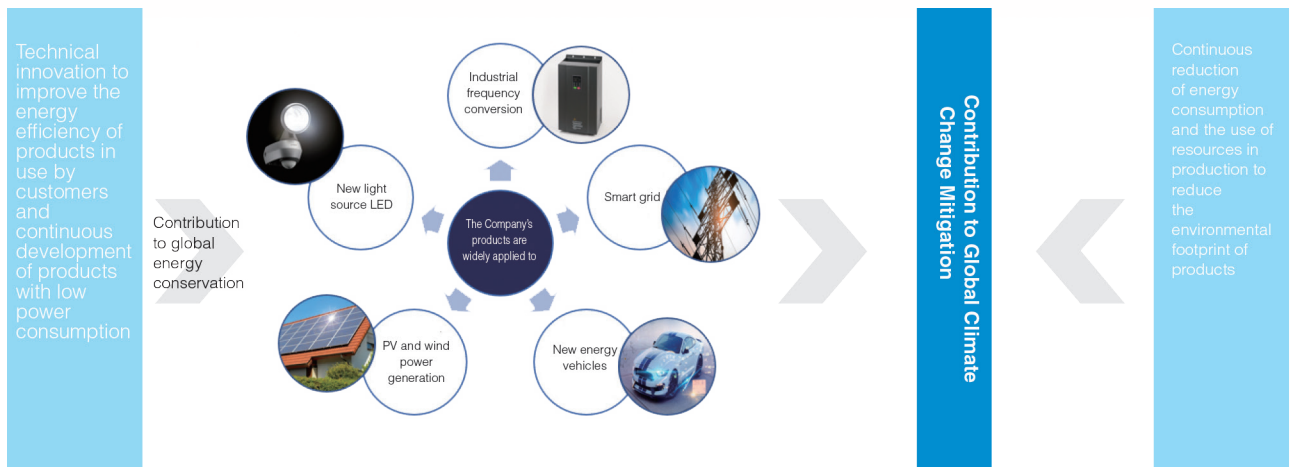 Technical
innovation to
improve the
energy
efficiency of
products in
use by
customers
and
continuous
development
of products
with low
power
consumption
Contribution
to global
energy
conservation
Industrial
frequency
conversion
New light
source LED
Smart grid
The Company's
products are
widely applied to
PV and wind
power
generation
New energy
vehicles
Contribution to Global Climate
Change Mitigation
Continuous
reduction
of energy
consumption
and the use of
resources in
production to
reduce
the
environmental
footprint of
products